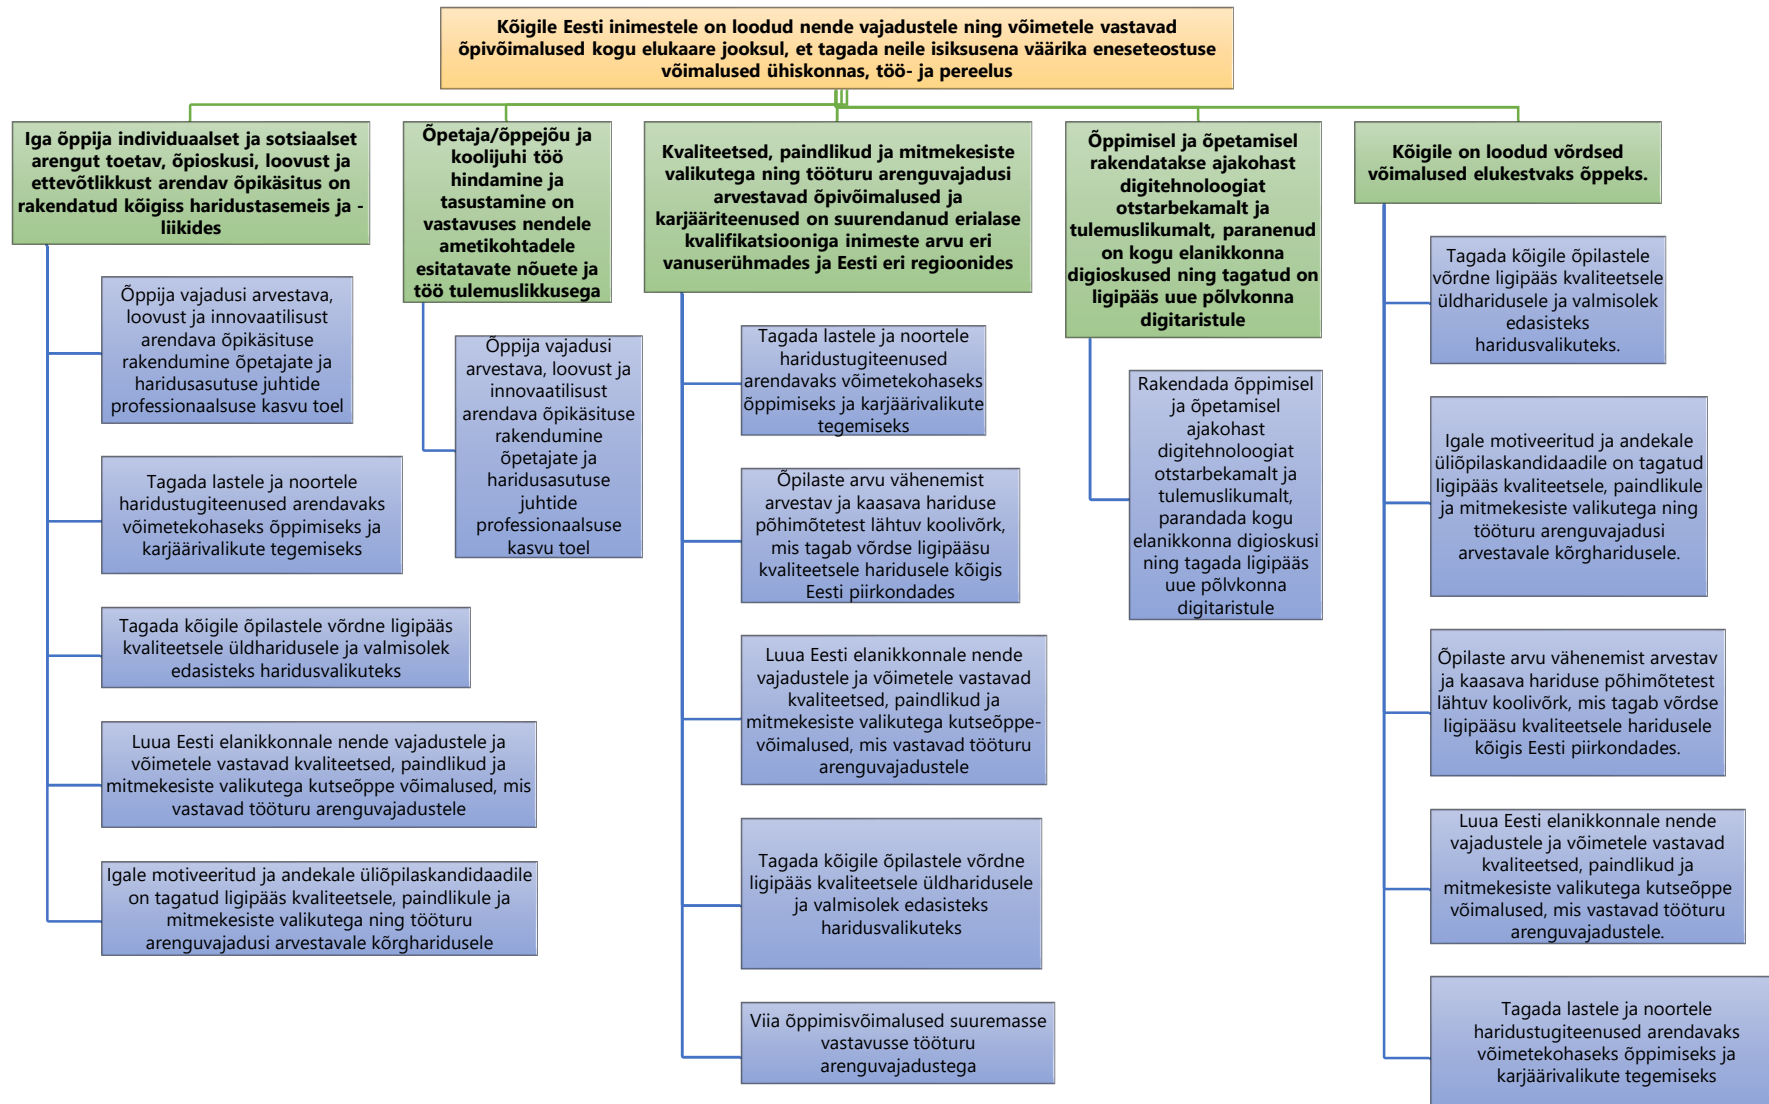 Kõigile Eesti inimestele on loodud nende vajadustele ning võimetele vastavad
õpivõimalused kogu elukaare jooksul, et tagada neile isiksusena väärika eneseteostuse
võimalused ühiskonnas, töö- ja pereelus
Iga õppija individuaalset ja sotsiaalset
arengut toetav, õpioskusi, loovust ja
ettevõtlikkust arendav õpikäsitus on
rakendatud kõigiss haridustasemeis ja -
liikides
Õppija vajadusi arvestava,
loovust ja innovaatilisust
arendava õpikäsituse
rakendumine õpetajate ja
haridusasutuse juhtide
professionaalsuse kasvu toel
Tagada lastele ja noortele
haridustugiteenused arendavaks
võimetekohaseks õppimiseks ja
karjäärivalikute tegemiseks
Tagada kõigile õpilastele võrdne ligipääs
kvaliteetsele üldharidusele ja valmisolek
edasisteks haridusvalikuteks
Luua Eesti elanikkonnale nende vajadustele ja
võimetele vastavad kvaliteetsed, paindlikud ja
mitmekesiste valikutega kutseõppe võimalused, mis
vastavad tööturu arenguvajadustele
Igale motiveeritud ja andekale üliõpilaskandidaadile
on tagatud ligipääs kvaliteetsele, paindlikule ja
mitmekesiste valikutega ning tööturu
arenguvajadusi arvestavale kõrgharidusele
Õpetaja/õppejõu ja
koolijuhi töö
hindamine ja
tasustamine on
vastavuses nendele
ametikohtadele
esitatavate nõuete ja
töö tulemuslikkusega
Õppija vajadusi
arvestava, loovust ja
innovaatilisust
arendava õpikäsituse
rakendumine
õpetajate ja
haridusasutuse
juhtide
professionaalsuse
kasvu toel
Kvaliteetsed, paindlikud ja mitmekesiste
valikutega ning tööturu arenguvajadusi
arvestavad õpivõimalused ja
karjääriteenused on suurendanud erialase
kvalifikatsiooniga inimeste arvu eri
vanuserühmades ja Eesti eri regioonides
Tagada lastele ja noortele
haridustugiteenused
arendavaks võimetekohaseks
õppimiseks ja karjäärivalikute
tegemiseks
Õpilaste arvu vähenemist
arvestav ja kaasava hariduse
põhimõtetest lähtuv koolivõrk,
mis tagab võrdse ligipääsu
kvaliteetsele haridusele kõigis
Eesti piirkondades
Luua Eesti elanikkonnale nende
vajadustele ja võimetele vastavad
kvaliteetsed, paindlikud ja
mitmekesiste valikutega kutseõppe-
võimalused, mis vastavad tööturu
arenguvajadustele
Tagada kõigile õpilastele võrdne
ligipääs kvaliteetsele üldharidusele
ja valmisolek edasisteks
haridusvalikuteks
Viia õppimisvõimalused suuremasse
vastavusse tööturu
arenguvajadustega
Õppimisel ja õpetamisel
rakendatakse ajakohast
digitehnoloogiat
otstarbekamalt ja
tulemuslikumalt, paranenud
on kogu elanikkonna
digioskused ning tagatud on
ligipääs uue põlvkonna
digitaristule
Rakendada õppimisel
ja õpetamisel
ajakohast
digitehnoloogiat
otstarbekamalt ja
tulemuslikumalt,
parandada kogu
elanikkonna digioskusi
ning tagada ligipääs
uue põlvkonna
digitaristule
Kõigile on loodud võrdsed
võimalused elukestvaks õppeks.
Tagada kõigile õpilastele
võrdne ligipääs kvaliteetsele
üldharidusele ja valmisolek
edasisteks
haridusvalikuteks.
Igale motiveeritud ja andekale
üliõpilaskandidaadile on tagatud
ligipääs kvaliteetsele, paindlikule
ja mitmekesiste valikutega ning
tööturu arenguvajadusi
arvestavale kõrgharidusele.
Õpilaste arvu vähenemist arvestav
ja kaasava hariduse põhimõtetest
lähtuv koolivõrk, mis tagab võrdse
ligipääsu kvaliteetsele haridusele
kõigis Eesti piirkondades.
Luua Eesti elanikkonnale nende
vajadustele ja võimetele vastavad
kvaliteetsed, paindlikud ja
mitmekesiste valikutega kutseõppe
võimalused, mis vastavad tööturu
arenguvajadustele.
Tagada lastele ja noortele
haridustugiteenused arendavaks
võimetekohaseks õppimiseks ja
karjäärivalikute tegemiseks